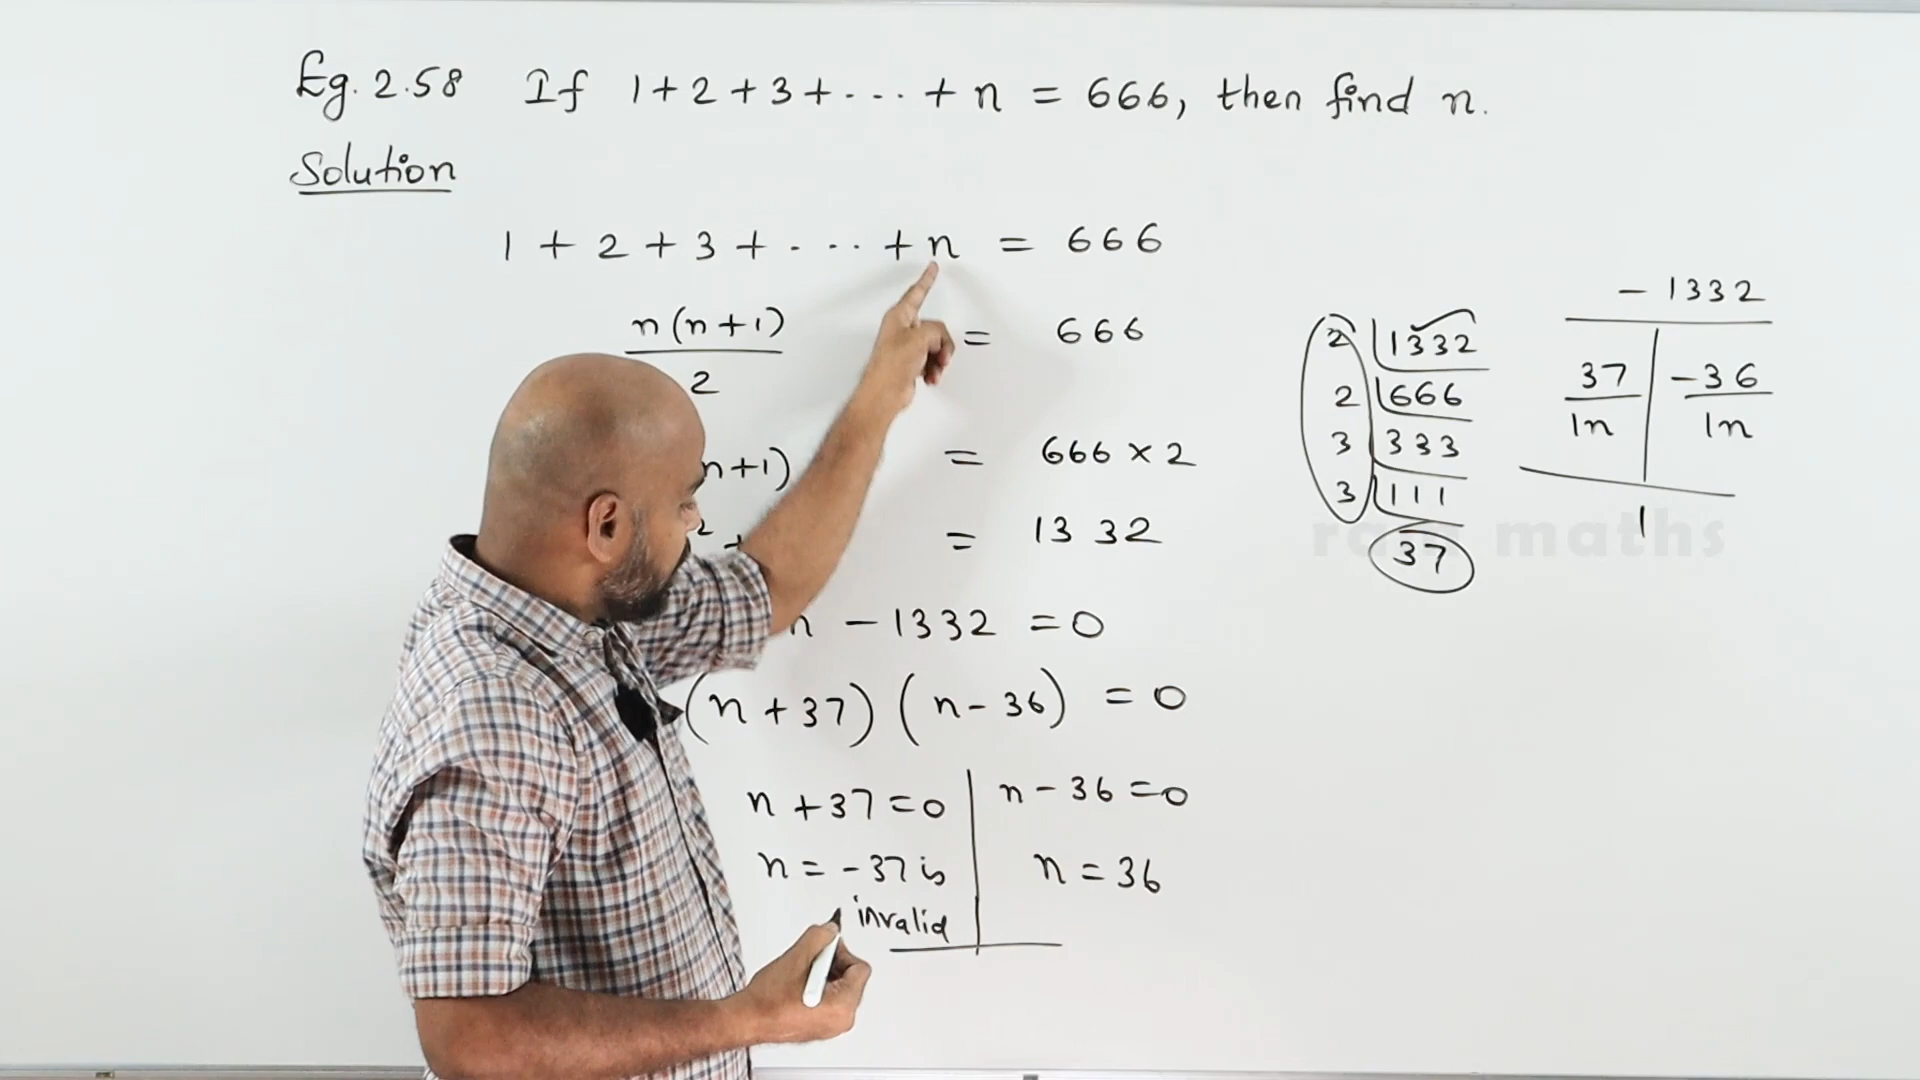 Eg. 2.58 If 1+2+3+...+n = 666, then find n.
Solution
1 + 2 + 3 + ... + n = 666
n(n+1)
2
= 666
n+1) = 666 × 2
2 + = 1332
n - 1332 = 0
(n+37) (n-36) = 0
n+37=0
n=-37 is
invalid
n-36=0
n=36
2 1332
2 666
3 333
3 111
37
-1332
37 -36
1n 1n
1
maths